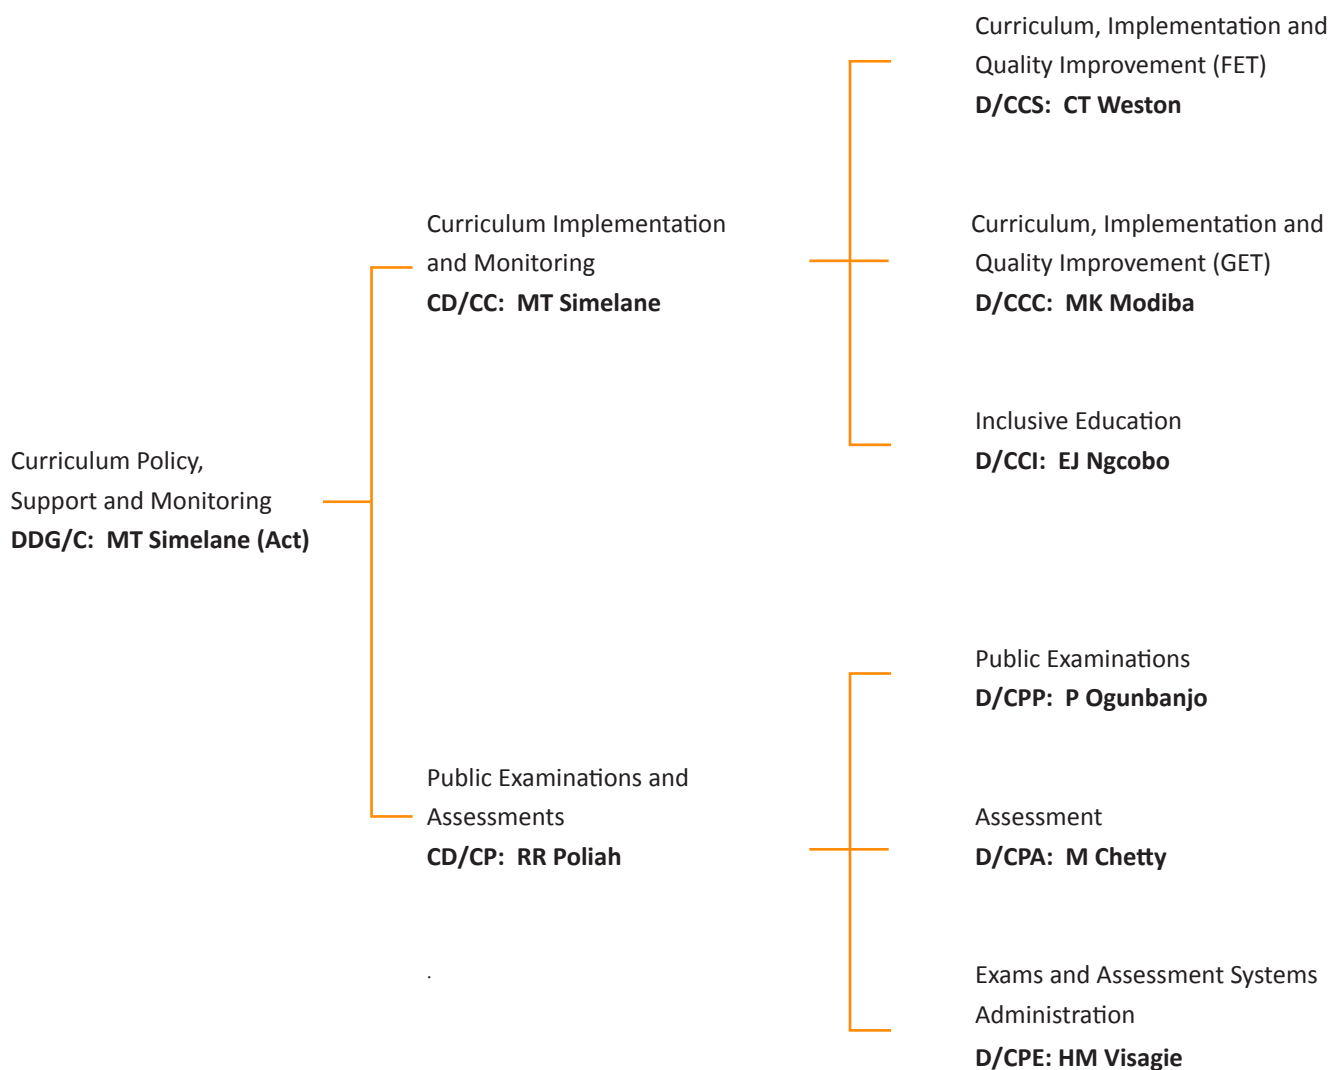 Curriculum Policy,
Support and Monitoring
DDG/C: MT Simelane (Act)
Curriculum Implementation
and Monitoring
CD/CC: MT Simelane
Curriculum, Implementation and
Quality Improvement (FET)
D/CCS: CT Weston
Curriculum, Implementation and
Quality Improvement (GET)
D/CCC: MK Modiba
Inclusive Education
D/CCI: EJ Ngcobo
Public Examinations and
Assessments
CD/CP: RR Poliah
.
Public Examinations
D/CPP: P Ogunbanjo
Assessment
D/CPA: M Chetty
Exams and Assessment Systems
Administration
D/CPE: HM Visagie